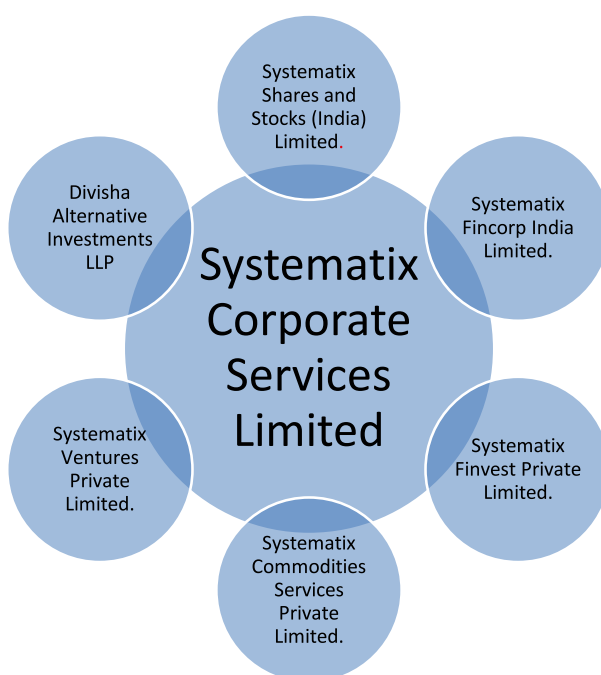 Systematix
Shares and
Stocks (India)
Limited.
Divisha
Alternative
Investments
LLP
Systematix
Fincorp India
Limited.
Systematix
Corporate
Services
Limited
Systematix
Ventures
Private
Limited.
Systematix
Finvest Private
Limited.
Systematix
Commodities
Services
Private
Limited.